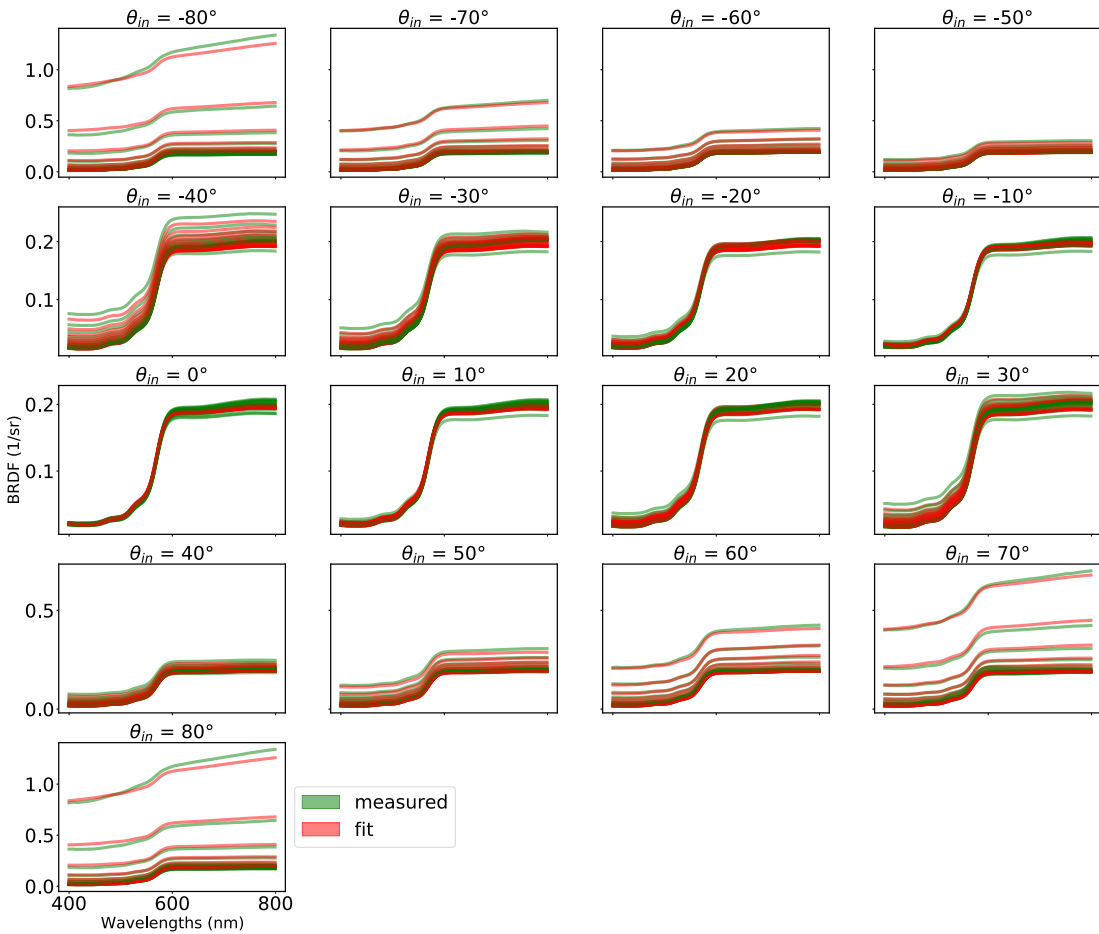 θin = -80°
θin = -70°
θin = -60°
θin = -50°
1.0
0.5
0.0
θin = -40°
θin = -30°
θin = -20°
θin = -10°
0.2
0.1
θin = 0°
θin = 10°
θin = 20°
θin = 30°
0.2
0.1
BRDF (1/sr)
θin = 40°
θin = 50°
θin = 60°
θin = 70°
0.5
0.0
θin = 80°
1.0
0.5
0.0
400 600 800
Wavelengths (nm)
measured
fit